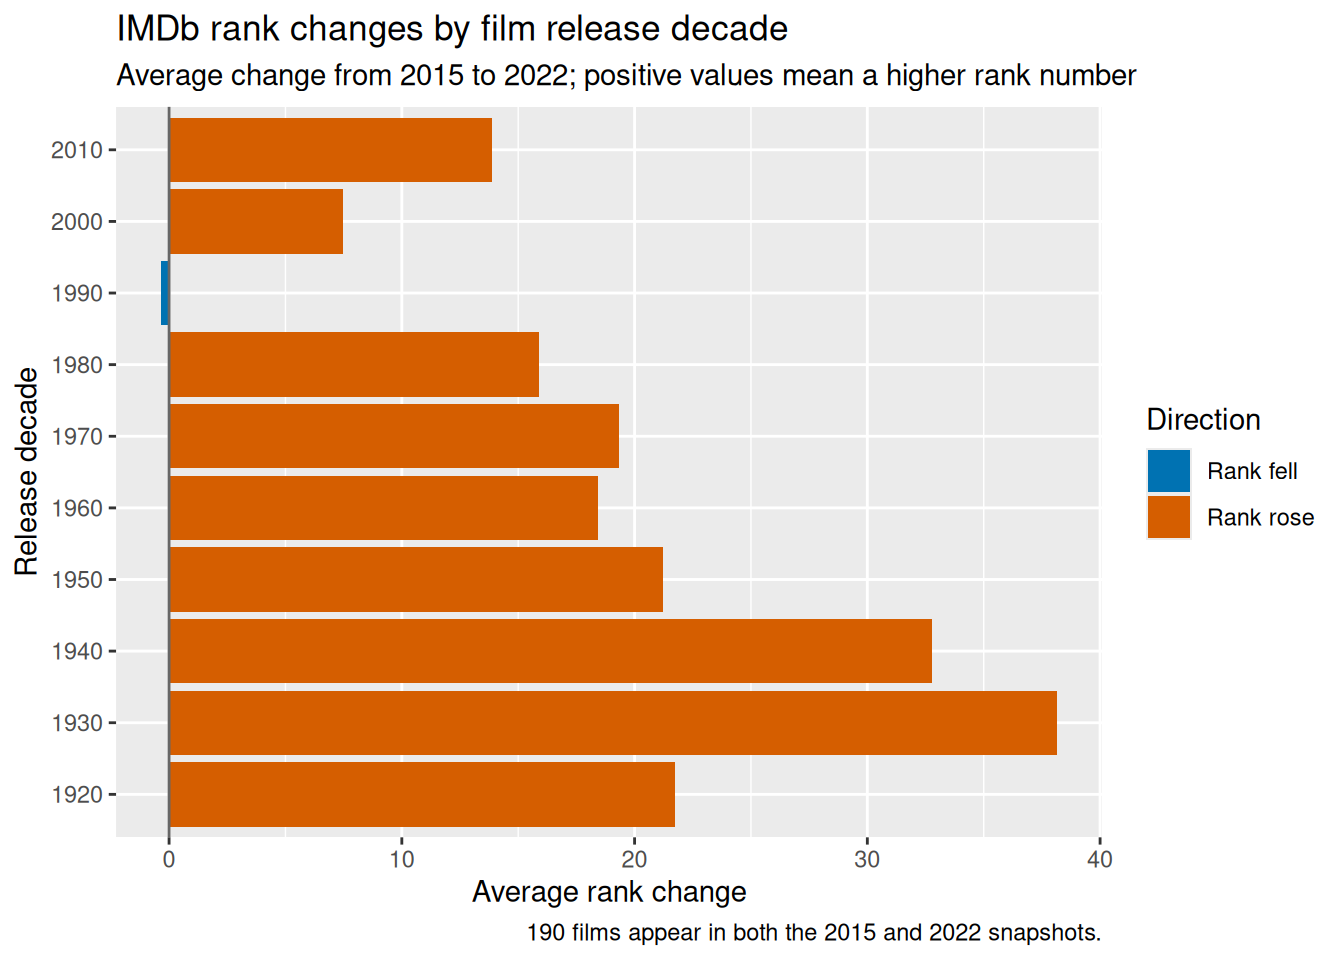 IMDb rank changes by film release decade
Average change from 2015 to 2022; positive values mean a higher rank number
Release decade
2010
2000
1990
1980
1970
1960
1950
1940
1930
1920
0 10 20 30 40
Average rank change
Direction
Rank fell
Rank rose
190 films appear in both the 2015 and 2022 snapshots.